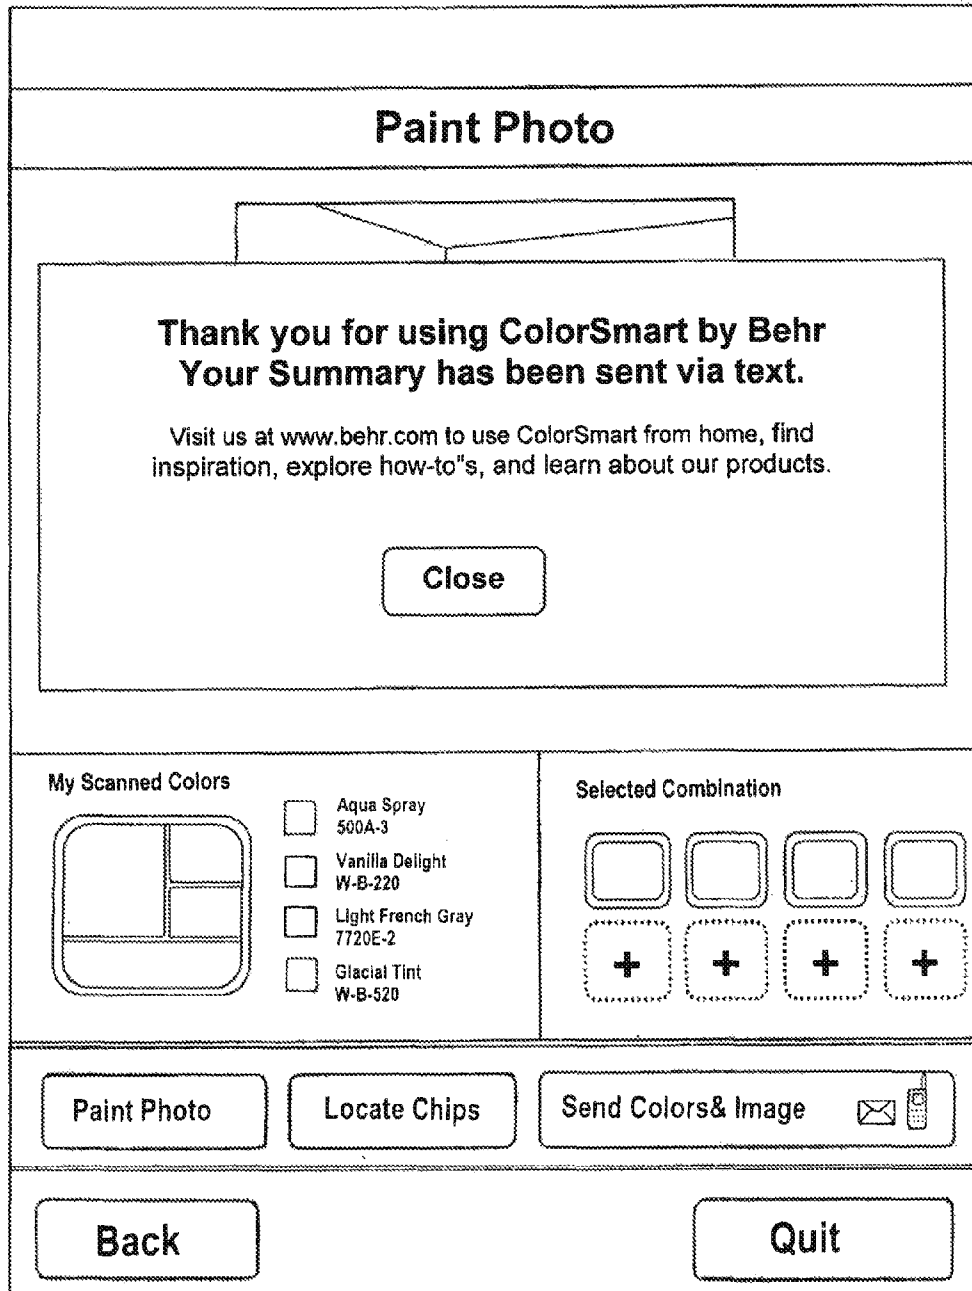 Paint Photo
Thank you for using ColorSmart by Behr
Your Summary has been sent via text.
Visit us at www.behr.com to use ColorSmart from home, find
inspiration, explore how-to"s, and learn about our products.
Close
My Scanned Colors
Aqua Spray
500A-3
Vanilla Delight
W-B-220
Light French Gray
7720E-2
Glacial Tint
W-B-520
Selected Combination
+ + + +
Paint Photo
Locate Chips
Send Colors& Image
Back
Quit